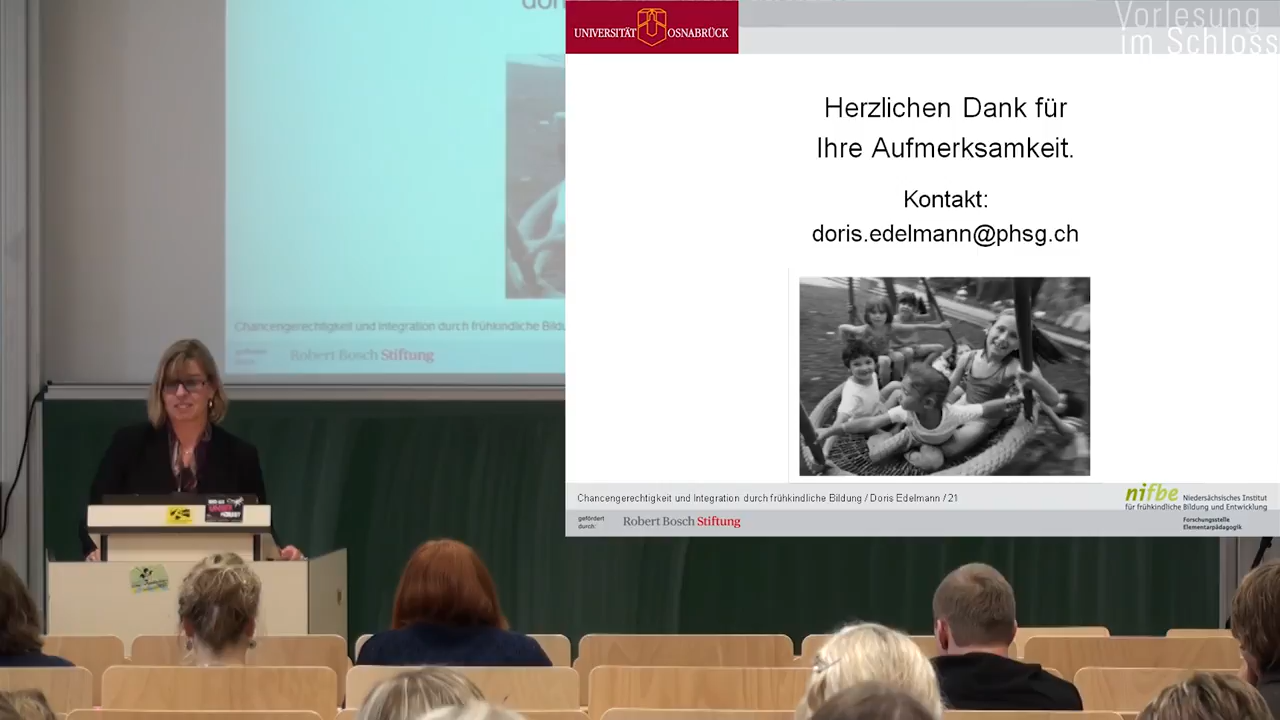 UNIVERSITÄT OSNABRÜCK
Vorlesung
im Schloss
Herzlichen Dank für
Ihre Aufmerksamkeit.
Kontakt:
doris.edelmann@phsg.ch
Chancengerechtigkeit und Integration durch frühkindliche Bildung / Doris Edelmann / 21
nifbe Niedersächsisches Institut
für frühkindliche Bildung und Entwicklung
gefördert
durch:
Robert Bosch Stiftung
Forschungsstelle
Elementarpädagogik
Chancengerechtigkeit und Integration durch frühkindliche
gefördert
durch:
Robert Bosch Stiftung